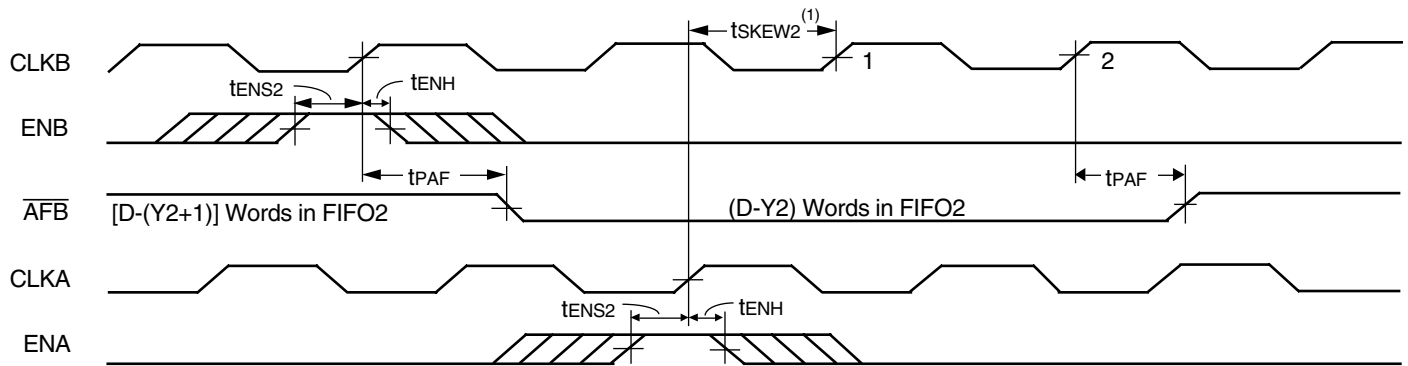 tSKEW2(1)
CLKB
1
2
tENS2
tENH
ENB
tPAF
tPAF
AFB
[D-(Y2+1)] Words in FIFO2
(D-Y2) Words in FIFO2
CLKA
tENS2
tENH
ENA